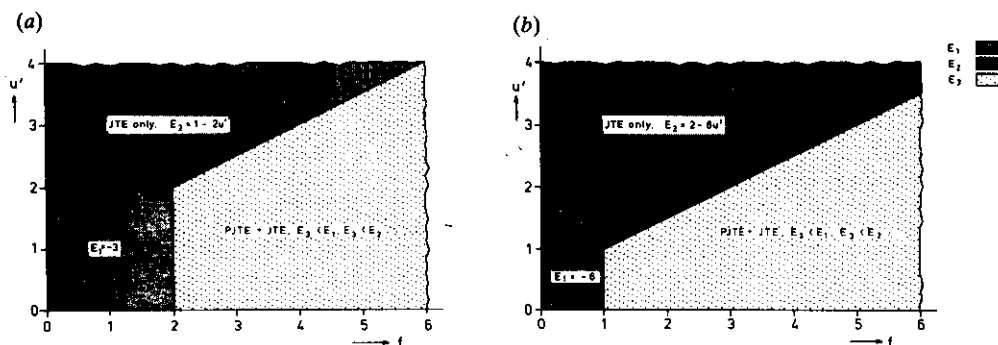 (a)
4
u'
3
2
1
0
JTE only, E₂ = 1 - 2u'
E₁=-3
PJTE + JTE, E₃ < E₁, E₃ < E₂
0 1 2 3 4 5 6
f
(b)
4
u'
3
2
1
0
JTE only, E₂ = 2 - 6u'
E₁ = -6
PJTE + JTE, E₃ < E₁, E₃ < E₂
0 1 2 3 4 5 6
f
E₁
E₂
E₃